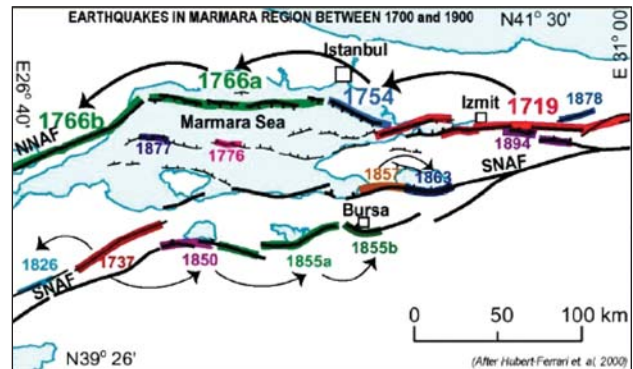 EARTHQUAKES IN MARMARA REGION BETWEEN 1700 and 1900
N41° 30'
E 31° 00
E26° 40'
Istanbul
1766a
1766b
1754
Izmit
1719
1878
NNAF
Marmara Sea
1877
1776
1894
SNAF
1857
1863
Bursa
1826
1737
1850
1855a
1855b
SNAF
0 50 100 km
N39° 26'
(After Hubert-Ferrari et. al, 2000)